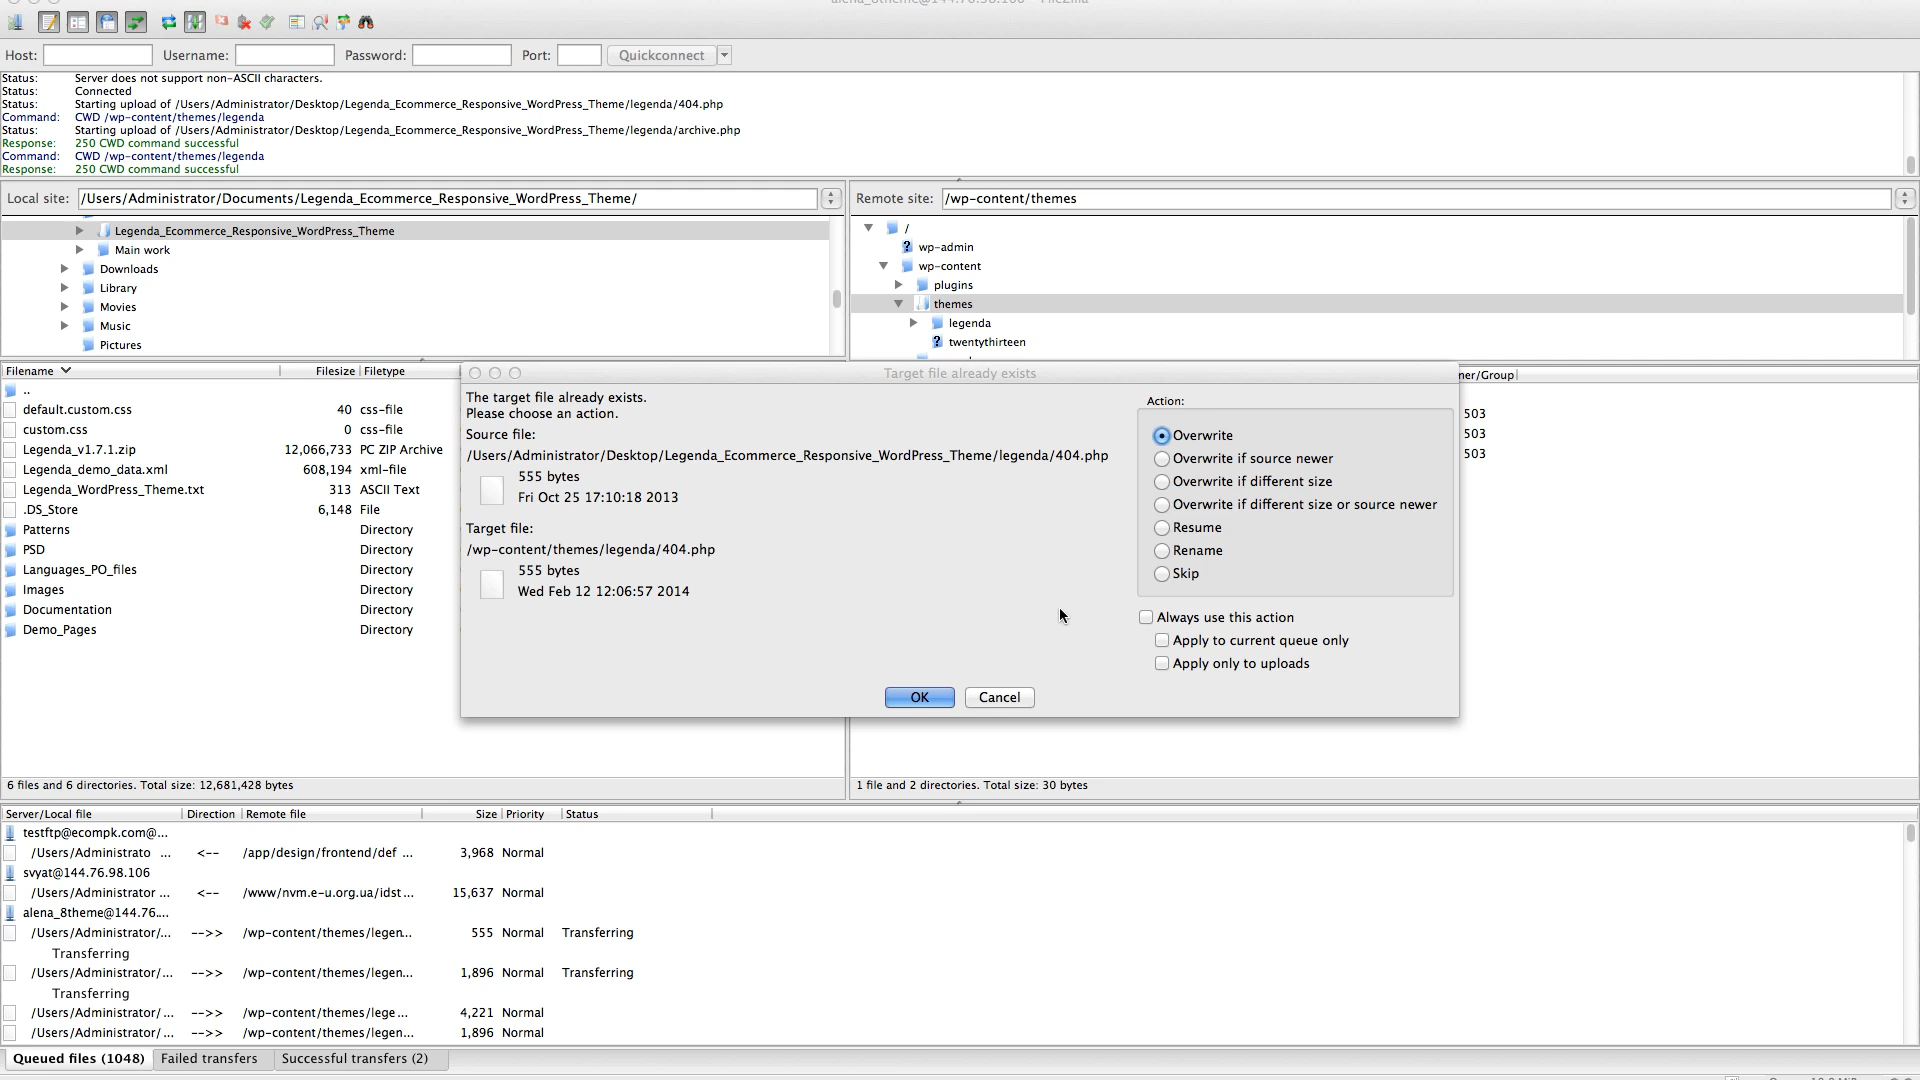 Host: Username: Password: Port: Quickconnect
Status: Server does not support non-ASCII characters.
Status: Connected
Status: Starting upload of /Users/Administrator/Desktop/Legenda_Ecommerce_Responsive_WordPress_Theme/legenda/404.php
Command: CWD /wp-content/themes/legenda
Status: Starting upload of /Users/Administrator/Desktop/Legenda_Ecommerce_Responsive_WordPress_Theme/legenda/archive.php
Response: 250 CWD command successful
Command: CWD /wp-content/themes/legenda
Response: 250 CWD command successful
Local site: /Users/Administrator/Documents/Legenda_Ecommerce_Responsive_WordPress_Theme/
Legenda_Ecommerce_Responsive_WordPress_Theme
Main work
Downloads
Library
Movies
Music
Pictures
Remote site: /wp-content/themes
/
? wp-admin
wp-content
plugins
themes
legenda
? twentythirteen
Filename Filesize Filetype
..
default.custom.css 40 css-file
custom.css 0 css-file
Legenda_v1.7.1.zip 12,066,733 PC ZIP Archive
Legenda_demo_data.xml 608,194 xml-file
Legenda_WordPress_Theme.txt 313 ASCII Text
.DS_Store 6,148 File
Patterns Directory
PSD Directory
Languages_PO_files Directory
Images Directory
Documentation Directory
Demo_Pages Directory
6 files and 6 directories. Total size: 12,681,428 bytes
Target file already exists
The target file already exists.
Please choose an action.
Source file:
/Users/Administrator/Desktop/Legenda_Ecommerce_Responsive_WordPress_Theme/legenda/404.php
555 bytes
Fri Oct 25 17:10:18 2013
Target file:
/wp-content/themes/legenda/404.php
555 bytes
Wed Feb 12 12:06:57 2014
Action:
Overwrite
Overwrite if source newer
Overwrite if different size
Overwrite if different size or source newer
Resume
Rename
Skip
Always use this action
Apply to current queue only
Apply only to uploads
OK Cancel
ner/Group
503
503
503
1 file and 2 directories. Total size: 30 bytes
Server/Local file Direction Remote file Size Priority Status
testftp@ecompk.com@...
/Users/Administrato ... <-- /app/design/frontend/def ... 3,968 Normal
svyat@144.76.98.106
/Users/Administrator ... <-- /www/nvm.e-u.org.ua/idst... 15,637 Normal
alena_8theme@144.76....
/Users/Administrator/... -->> /wp-content/themes/legen... 555 Normal Transferring
Transferring
/Users/Administrator/... -->> /wp-content/themes/legen... 1,896 Normal Transferring
Transferring
/Users/Administrator/ ... -->> /wp-content/themes/lege ... 4,221 Normal
/Users/Administrator/ ... -->> /wp-content/themes/legen... 1,896 Normal
Queued files (1048) Failed transfers Successful transfers (2)